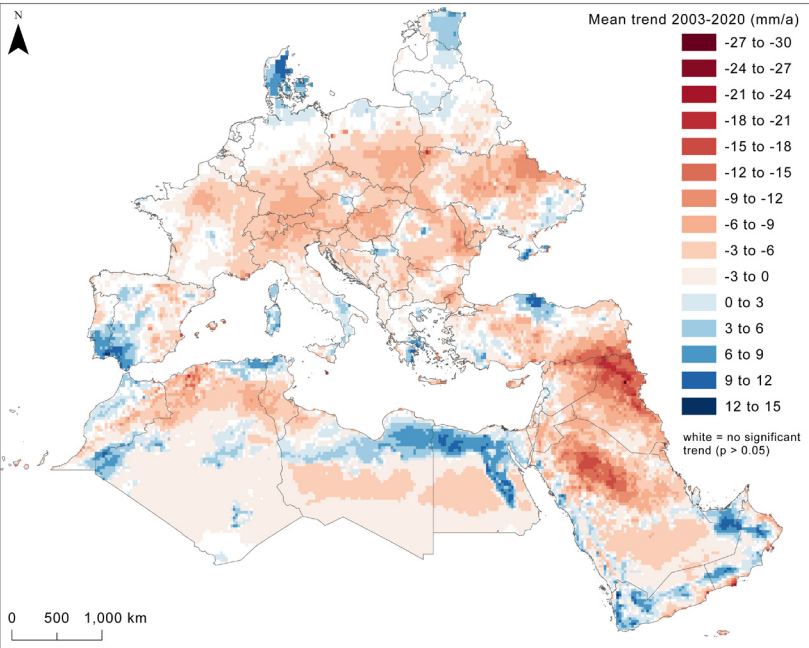 N
Mean trend 2003-2020 (mm/a)
-27 to -30
-24 to -27
-21 to -24
-18 to -21
-15 to -18
-12 to -15
-9 to -12
-6 to -9
-3 to -6
-3 to 0
0 to 3
3 to 6
6 to 9
9 to 12
12 to 15
white = no significant
trend (p > 0.05)
0 500 1,000 km